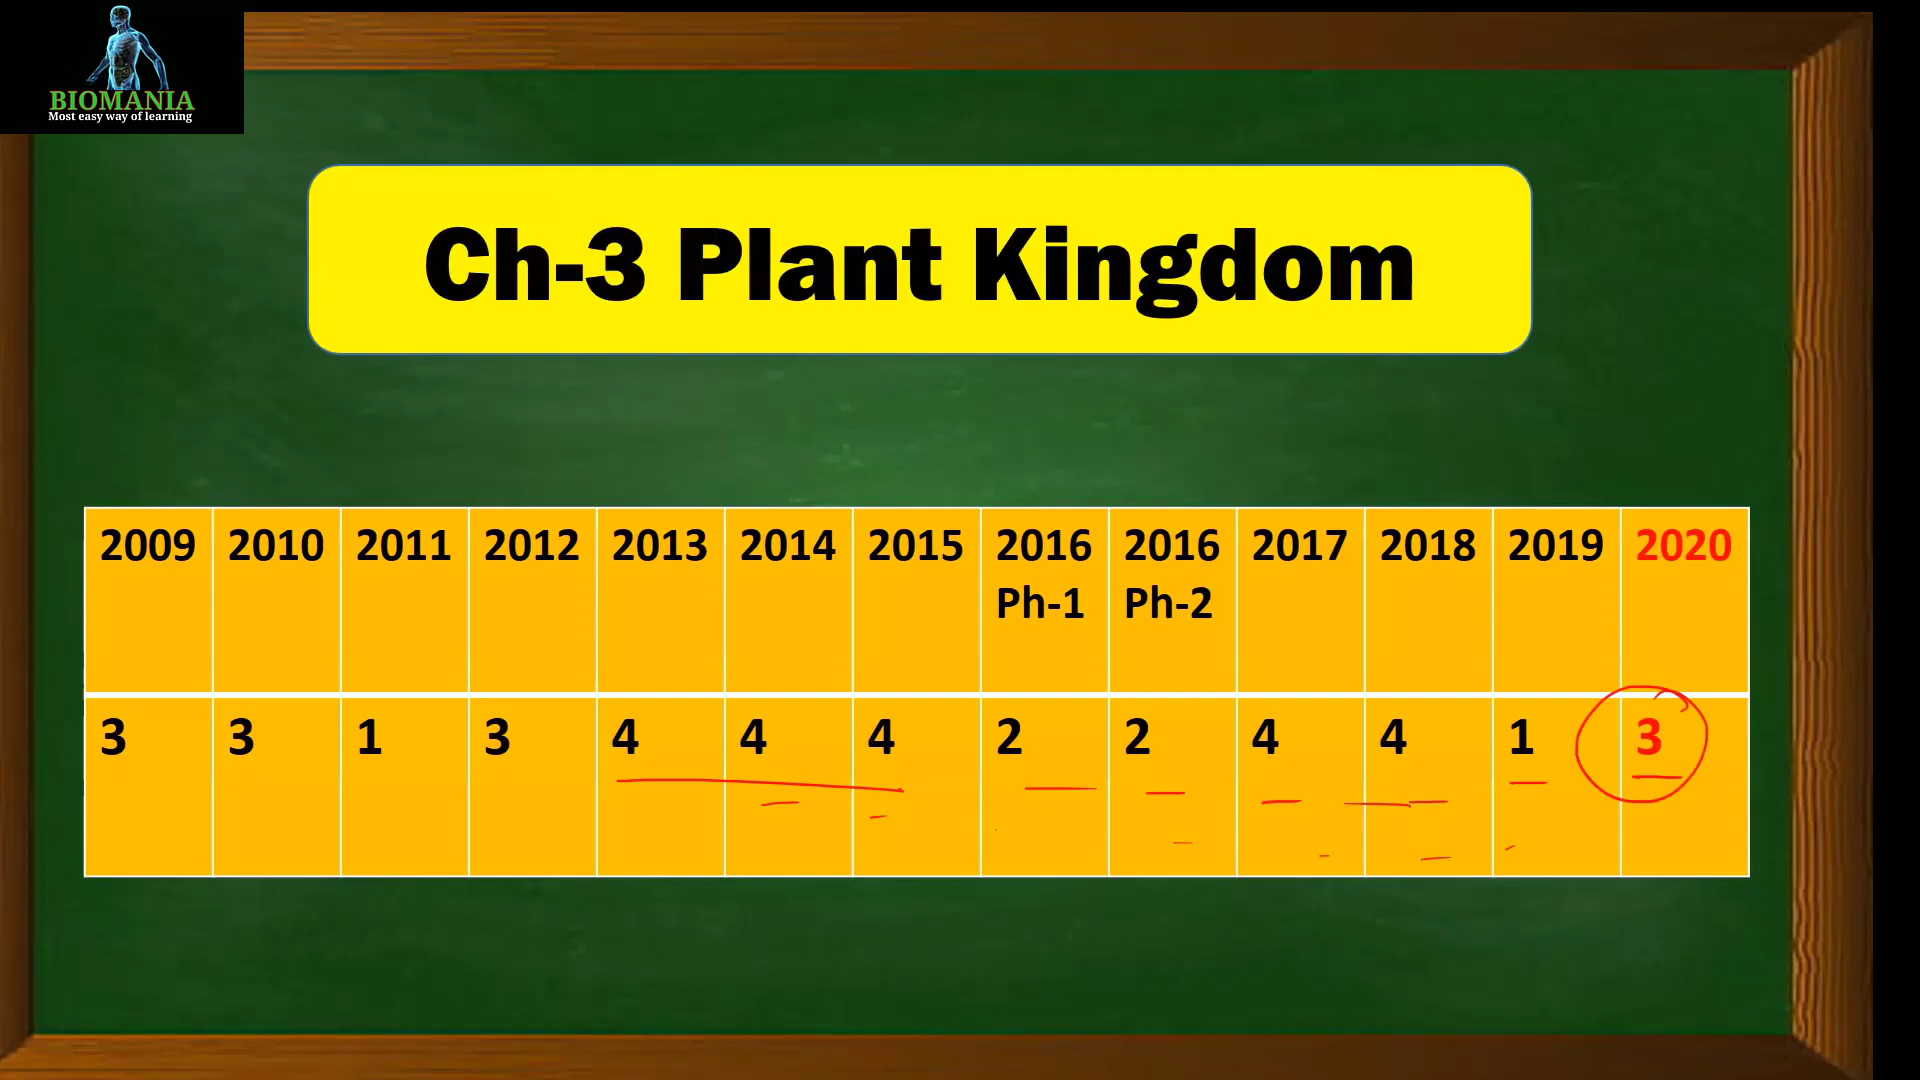 BIOMANIA
Most easy way of learning
Ch-3 Plant Kingdom
2009 2010 2011 2012 2013 2014 2015 2016 2016 2017 2018 2019 2020
Ph-1 Ph-2
3 3 1 3 4 4 4 2 2 4 4 1 3